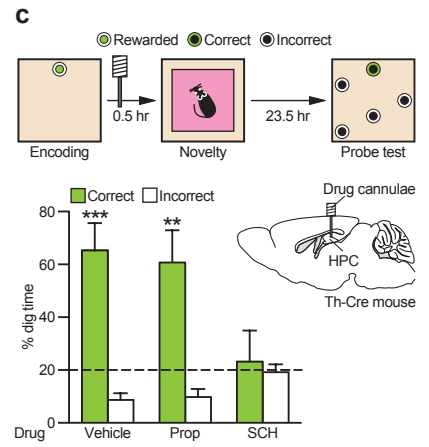 C
Rewarded Correct Incorrect
0.5 hr 23.5 hr
Encoding Novelty Probe test
Correct Incorrect
Drug cannulae
HPC
Th-Cre mouse
% dig time
80
60
40
20
0
*** **
Drug Vehicle Prop SCH